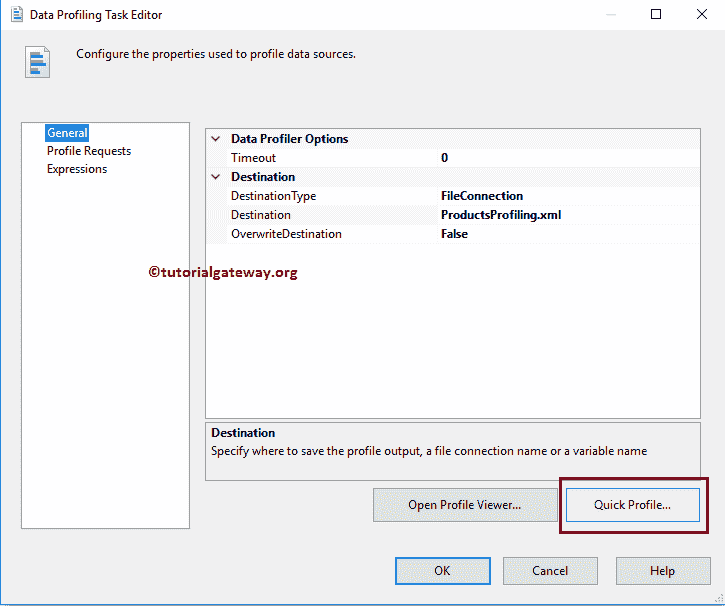 Data Profiling Task Editor
Configure the properties used to profile data sources.
General
Profile Requests
Expressions
Data Profiler Options
Timeout 0
Destination
DestinationType FileConnection
Destination ProductsProfiling.xml
OverwriteDestination False
©tutorialgateway.org
Destination
Specify where to save the profile output, a file connection name or a variable name
Open Profile Viewer... Quick Profile...
OK Cancel Help